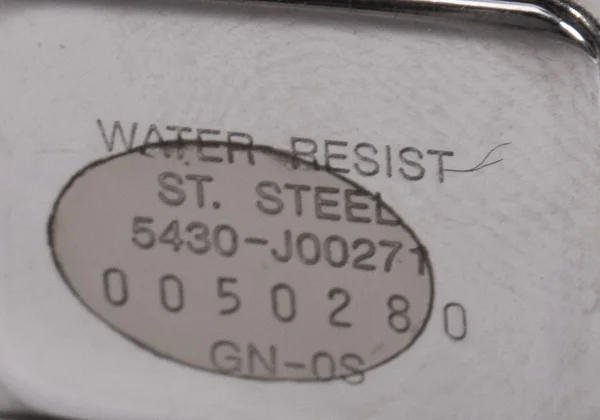 WATER RESIST
ST. STEEL
5430-J00271
0050280
GN-0S